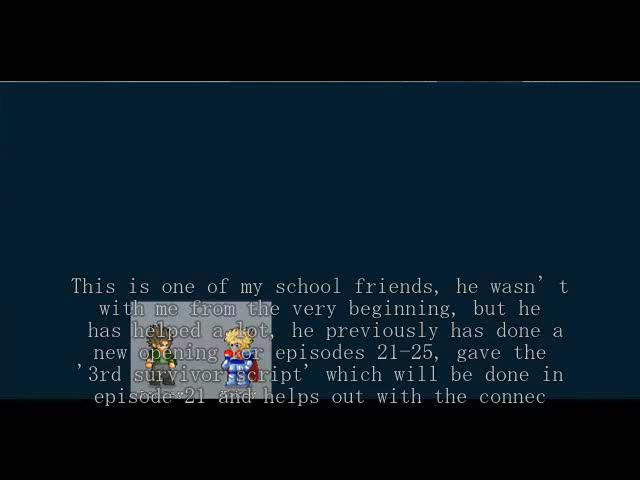 This is one of my school friends, he wasn't
with me from the very beginning, but he
has helped a lot, he previously has done a
new opening for episodes 21-25, gave the
'3rd survivor script' which will be done in
episode 21 and helps out with the connec